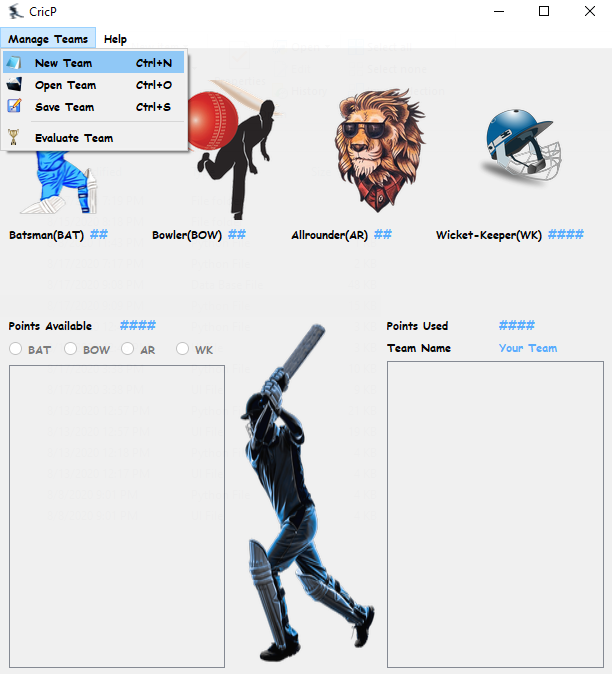 CricP
Manage Teams Help
New Team Ctrl+N
Open Team Ctrl+O
Save Team Ctrl+S
Evaluate Team
Batsman(BAT) ## Bowler(BOW) ## Allrounder(AR) ## Wicket-Keeper(WK) ####
Points Available #### Points Used ####
BAT BOW AR WK Team Name Your Team